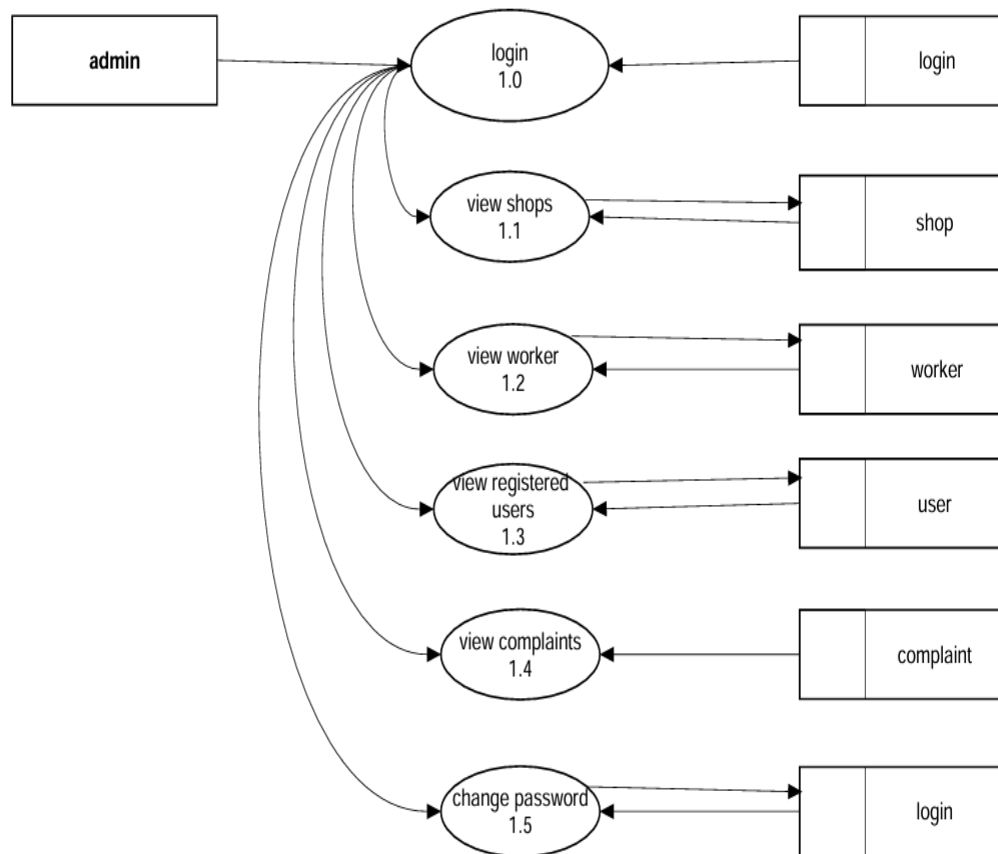 admin
login
1.0
login
view shops
1.1
shop
view worker
1.2
worker
view registered
users
1.3
user
view complaints
1.4
complaint
change password
1.5
login